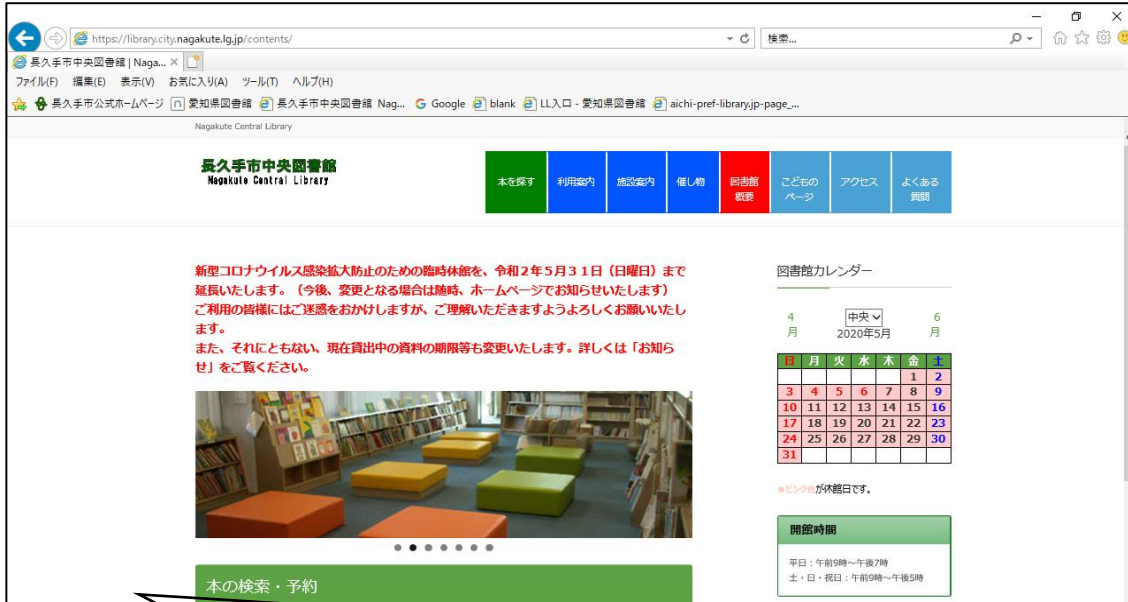 https://library.city.nagakute.lg.jp/contents/
検索...
長久手市中央図書館 | Naga...
ファイル(F) 編集(E) 表示(V) お気に入り(A) ツール(T) ヘルプ(H)
長久手市公式ホームページ 愛知県図書館 長久手市中央図書館 Nag... Google blank LL入口 - 愛知県図書館 aichi-pref-library.jp-page_...
Nagakute Central Library
長久手市中央図書館
Nagakute Central Library
本を探す 利用案内 施設案内 催し物 図書館概要 こどものページ アクセス よくある質問
新型コロナウイルス感染拡大防止のための臨時休館を、令和2年5月31日（日曜日）まで
延長いたします。（今後、変更となる場合は随時、ホームページでお知らせいたします）
ご利用の皆様にはご迷惑をおかけしますが、ご理解いただきますようよろしくお願いいたし
ます。
また、それにともない、現在貸出中の資料の期限等も変更いたします。詳しくは「お知ら
せ」をご覧ください。
本の検索・予約
図書館カレンダー
4月 中央 6月
2020年5月
日 月 火 水 木 金 土
1 2
3 4 5 6 7 8 9
10 11 12 13 14 15 16
17 18 19 20 21 22 23
24 25 26 27 28 29 30
31
※ピンク色が休館日です。
開館時間
平日：午前9時～午後7時
土・日・祝日：午前9時～午後5時